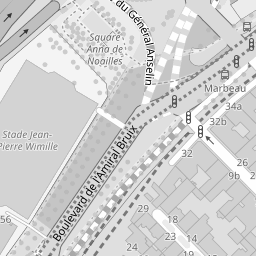 du Général Anselin
Square
Anna de
Noailles
Marbeau
34a
32b
Stade Jean-
Pierre Wimille
Boulevard de l'Amiral Bruix
32
9b
26
56
29
18
23
16
14